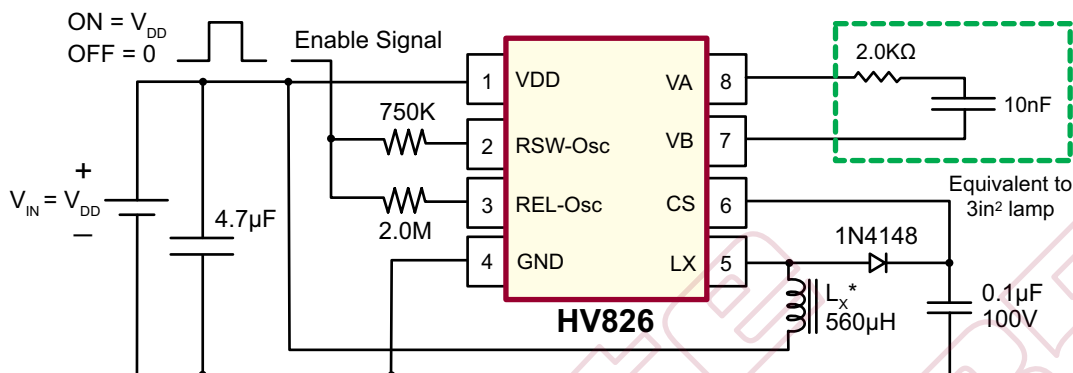 ON = VDD
OFF = 0
Enable Signal
1 VDD VA 8
750K
2 RSW-Osc VB 7
3 REL-Osc CS 6
2.0M
4 GND LX 5
HV826
VIN = VDD
+
–
4.7µF
2.0KΩ
10nF
Equivalent to
3in² lamp
1N4148
LX*
560µH
0.1µF
100V